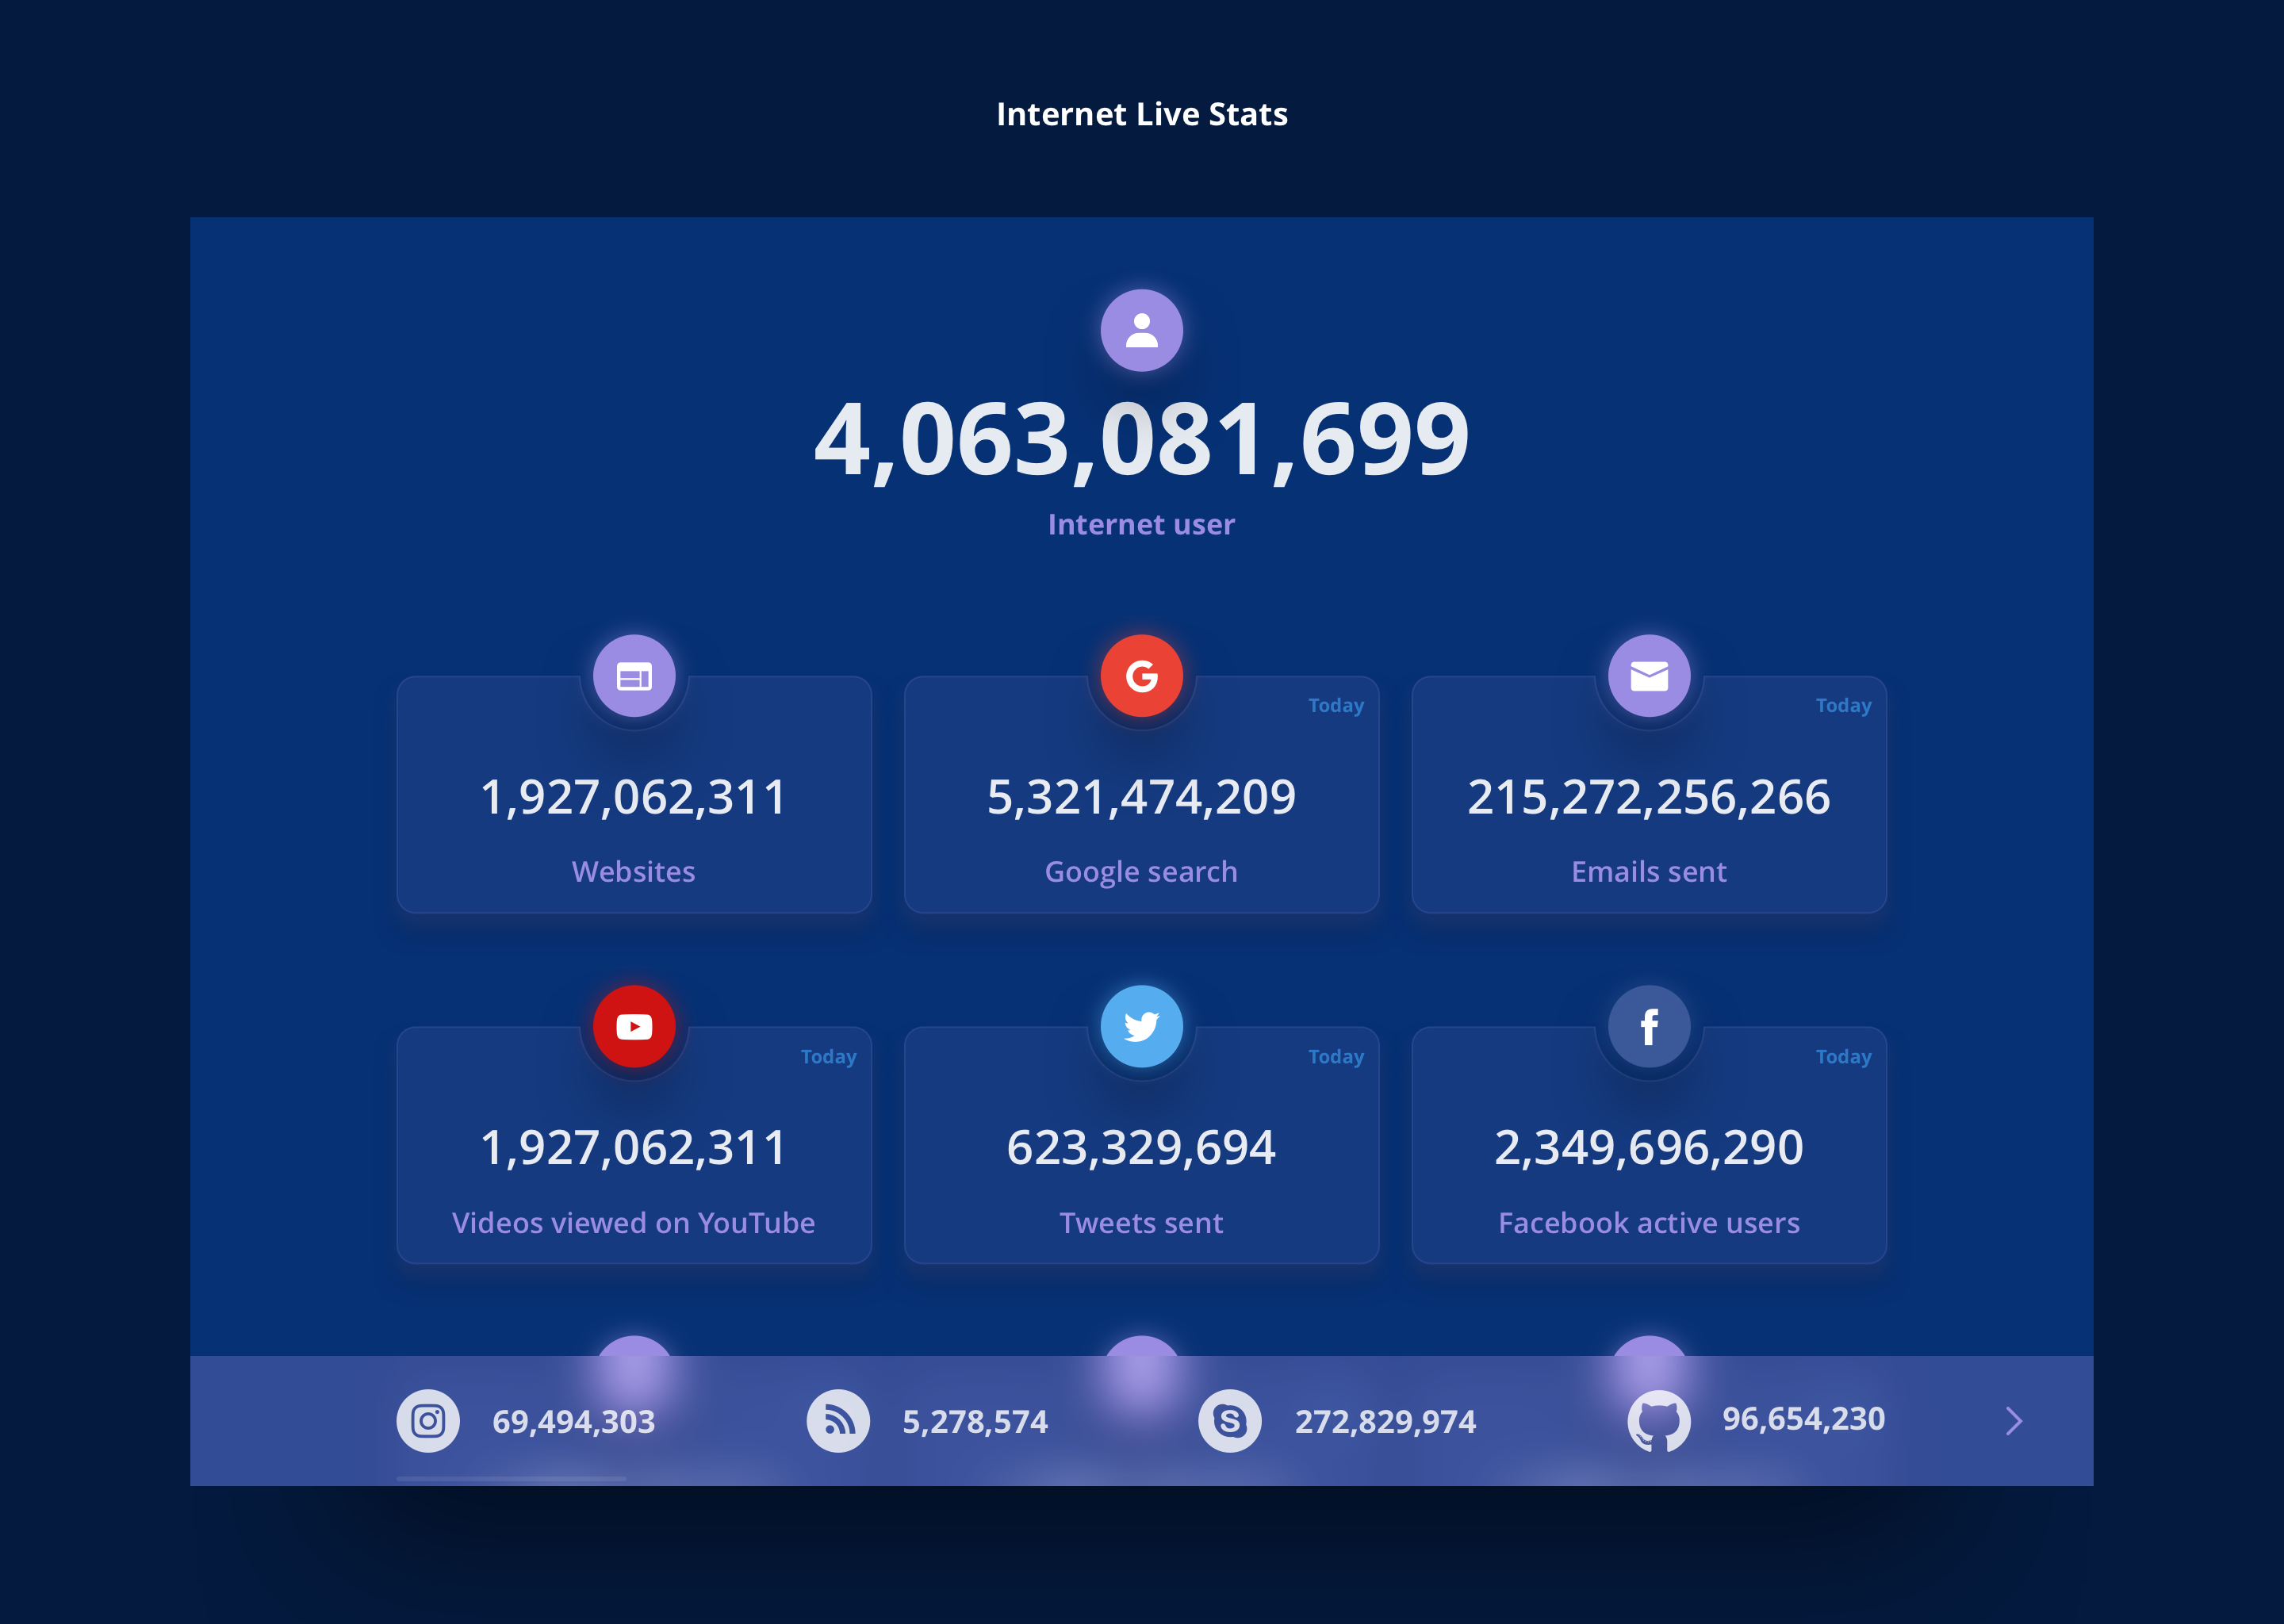 Internet Live Stats
4,063,081,699
Internet user
Today
Today
1,927,062,311
5,321,474,209
215,272,256,266
Websites
Google search
Emails sent
Today
Today
Today
1,927,062,311
623,329,694
2,349,696,290
Videos viewed on YouTube
Tweets sent
Facebook active users
69,494,303
5,278,574
272,829,974
96,654,230